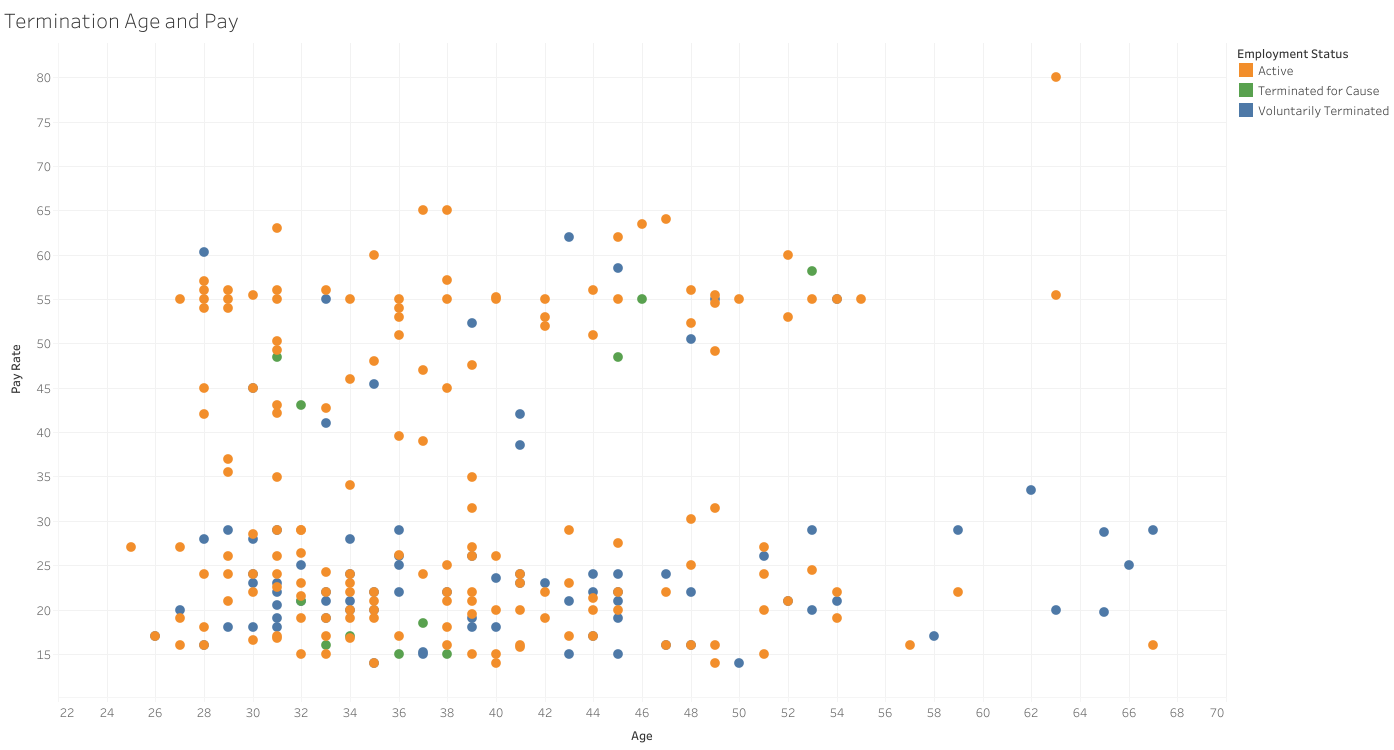 Termination Age and Pay
Employment Status
Active
Terminated for Cause
Voluntarily Terminated
Pay Rate
80
75
70
65
60
55
50
45
40
35
30
25
20
15
22 24 26 28 30 32 34 36 38 40 42 44 46 48 50 52 54 56 58 60 62 64 66 68 70
Age